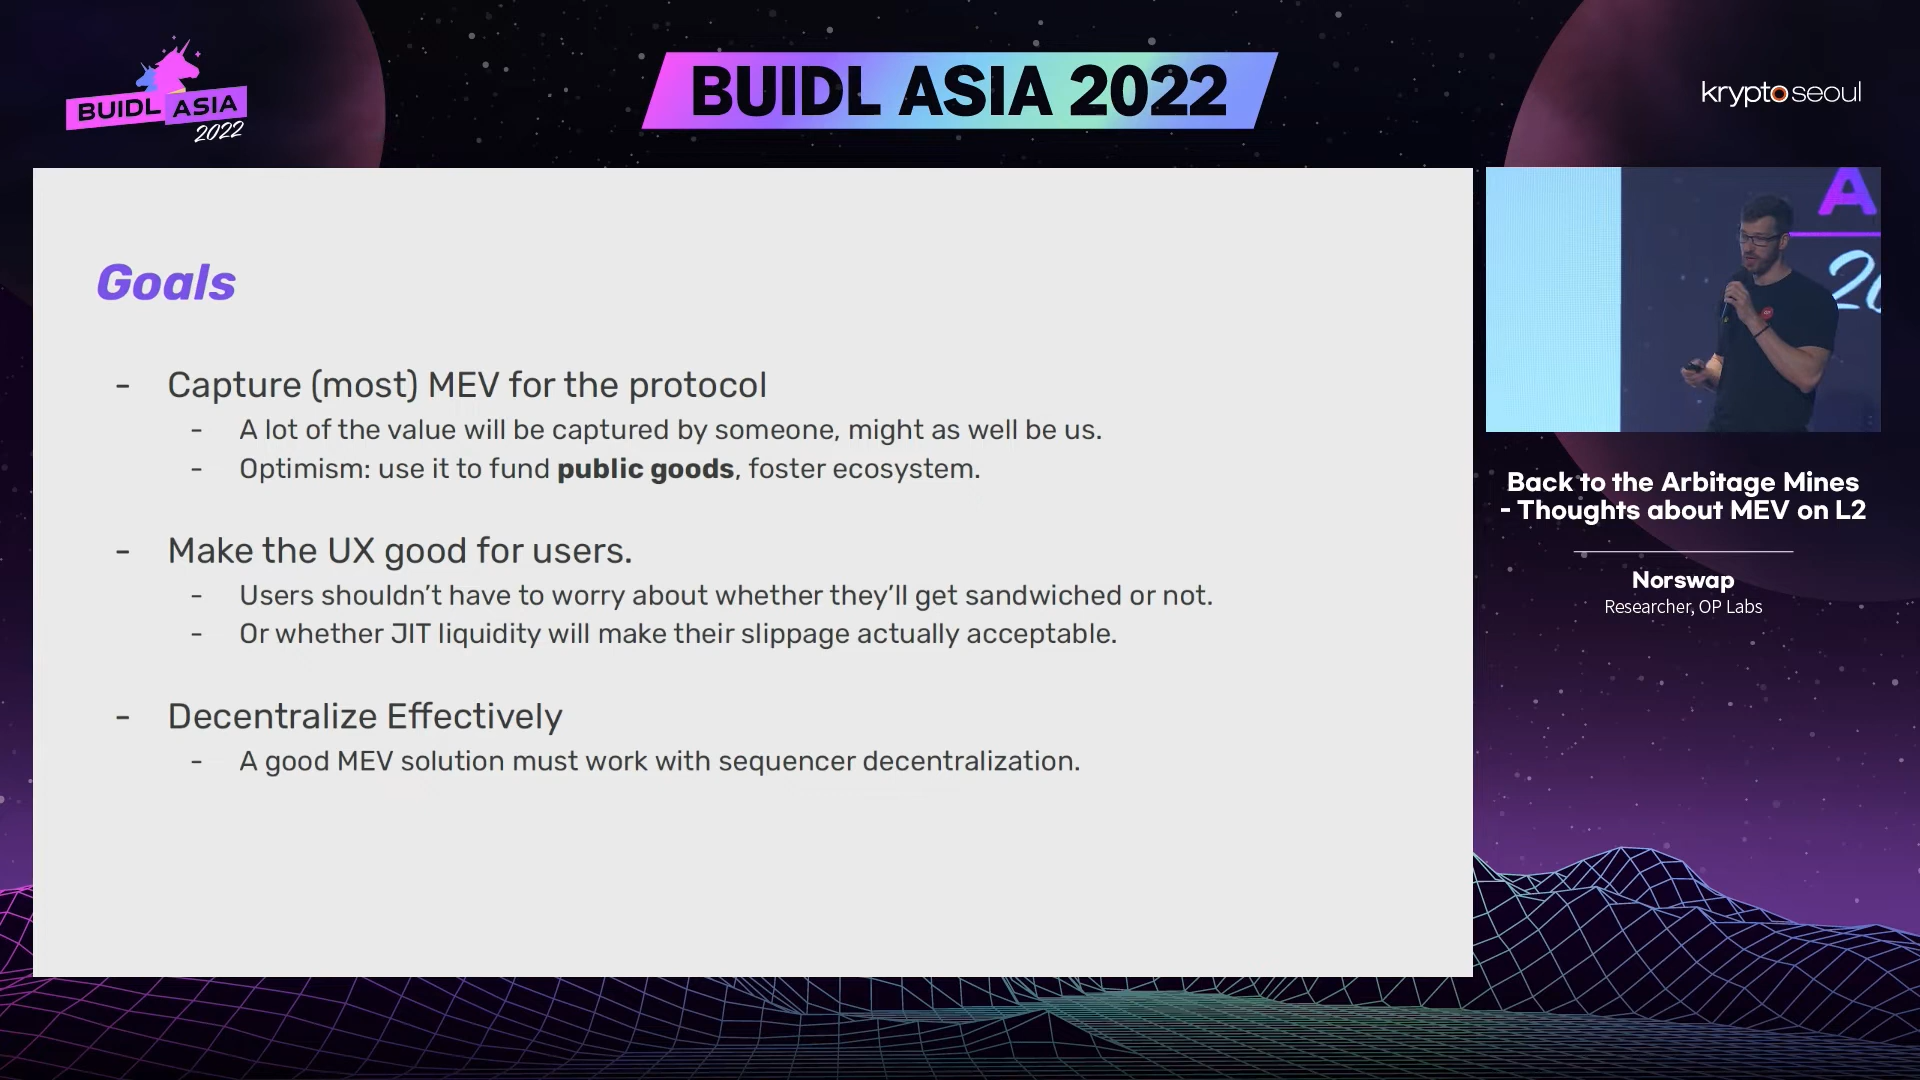 BUIDL ASIA
2022
BUIDL ASIA 2022
kryptoseoul
Goals
- Capture (most) MEV for the protocol
- A lot of the value will be captured by someone, might as well be us.
- Optimism: use it to fund public goods, foster ecosystem.
- Make the UX good for users.
- Users shouldn't have to worry about whether they'll get sandwiched or not.
- Or whether JIT liquidity will make their slippage actually acceptable.
- Decentralize Effectively
- A good MEV solution must work with sequencer decentralization.
A
20
Back to the Arbitage Mines
- Thoughts about MEV on L2
Norswap
Researcher, OP Labs